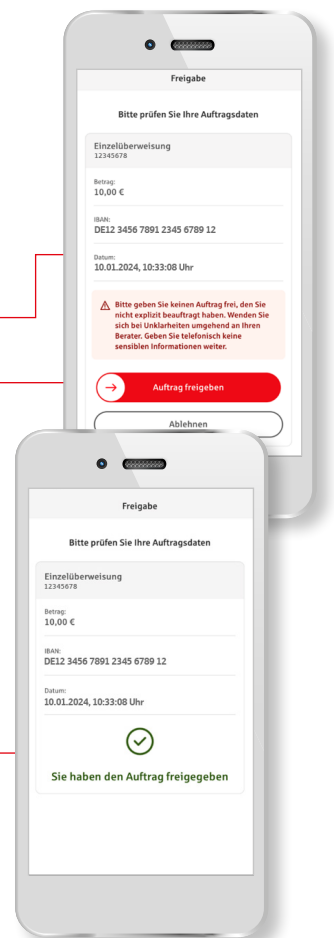 Freigabe
Bitte prüfen Sie Ihre Auftragsdaten
Einzelüberweisung
12345678
Betrag:
10,00 €
IBAN:
DE12 3456 7891 2345 6789 12
Datum:
10.01.2024, 10:33:08 Uhr
Bitte geben Sie keinen Auftrag frei, den Sie
nicht explizit beauftragt haben. Wenden Sie
sich bei Unklarheiten umgehend an Ihren
Berater. Geben Sie telefonisch keine
sensiblen Informationen weiter.
Auftrag freigeben
Ablehnen
Freigabe
Bitte prüfen Sie Ihre Auftragsdaten
Einzelüberweisung
12345678
Betrag:
10,00 €
IBAN:
DE12 3456 7891 2345 6789 12
Datum:
10.01.2024, 10:33:08 Uhr
Sie haben den Auftrag freigegeben